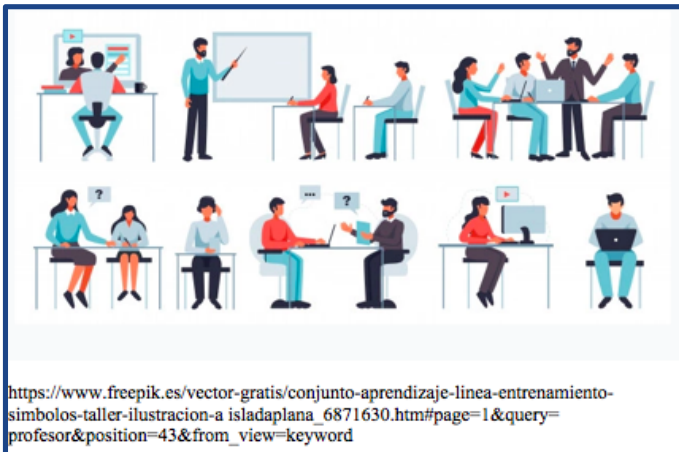 ?
...
?
https://www.freepik.es/vector-gratis/conjunto-aprendizaje-linea-entrenamiento-
simbolos-taller-ilustracion-a isladaplana_6871630.htm#page=1&query=
profesor&position=43&from_view=keyword